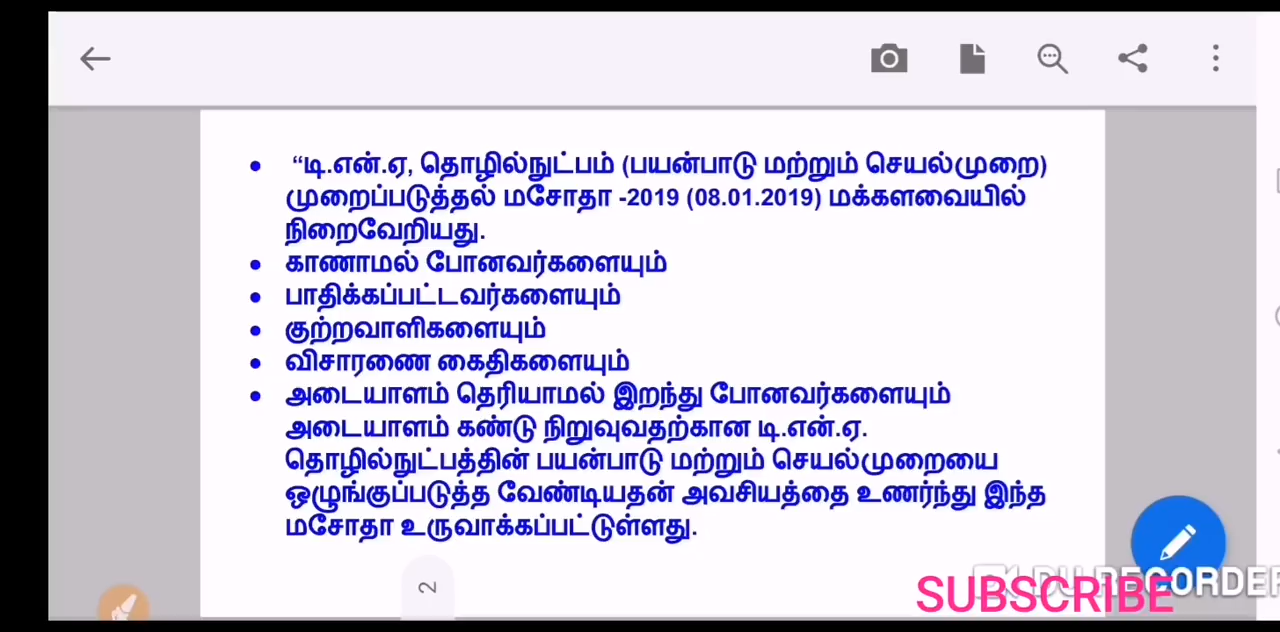 • “டி.என்.ஏ, தொழில்நுட்பம் (பயன்பாடு மற்றும் செயல்முறை)
முறைப்படுத்தல் மசோதா -2019 (08.01.2019) மக்களவையில்
நிறைவேறியது.
• காணாமல் போனவர்களையும்
• பாதிக்கப்பட்டவர்களையும்
• குற்றவாளிகளையும்
• விசாரணை கைதிகளையும்
• அடையாளம் தெரியாமல் இறந்து போனவர்களையும்
அடையாளம் கண்டு நிறுவுவதற்கான டி.என்.ஏ.
தொழில்நுட்பத்தின் பயன்பாடு மற்றும் செயல்முறையை
ஒழுங்குப்படுத்த வேண்டியதன் அவசியத்தை உணர்ந்து இந்த
மசோதா உருவாக்கப்பட்டுள்ளது.
2
DU RECORDER
SUBSCRIBE